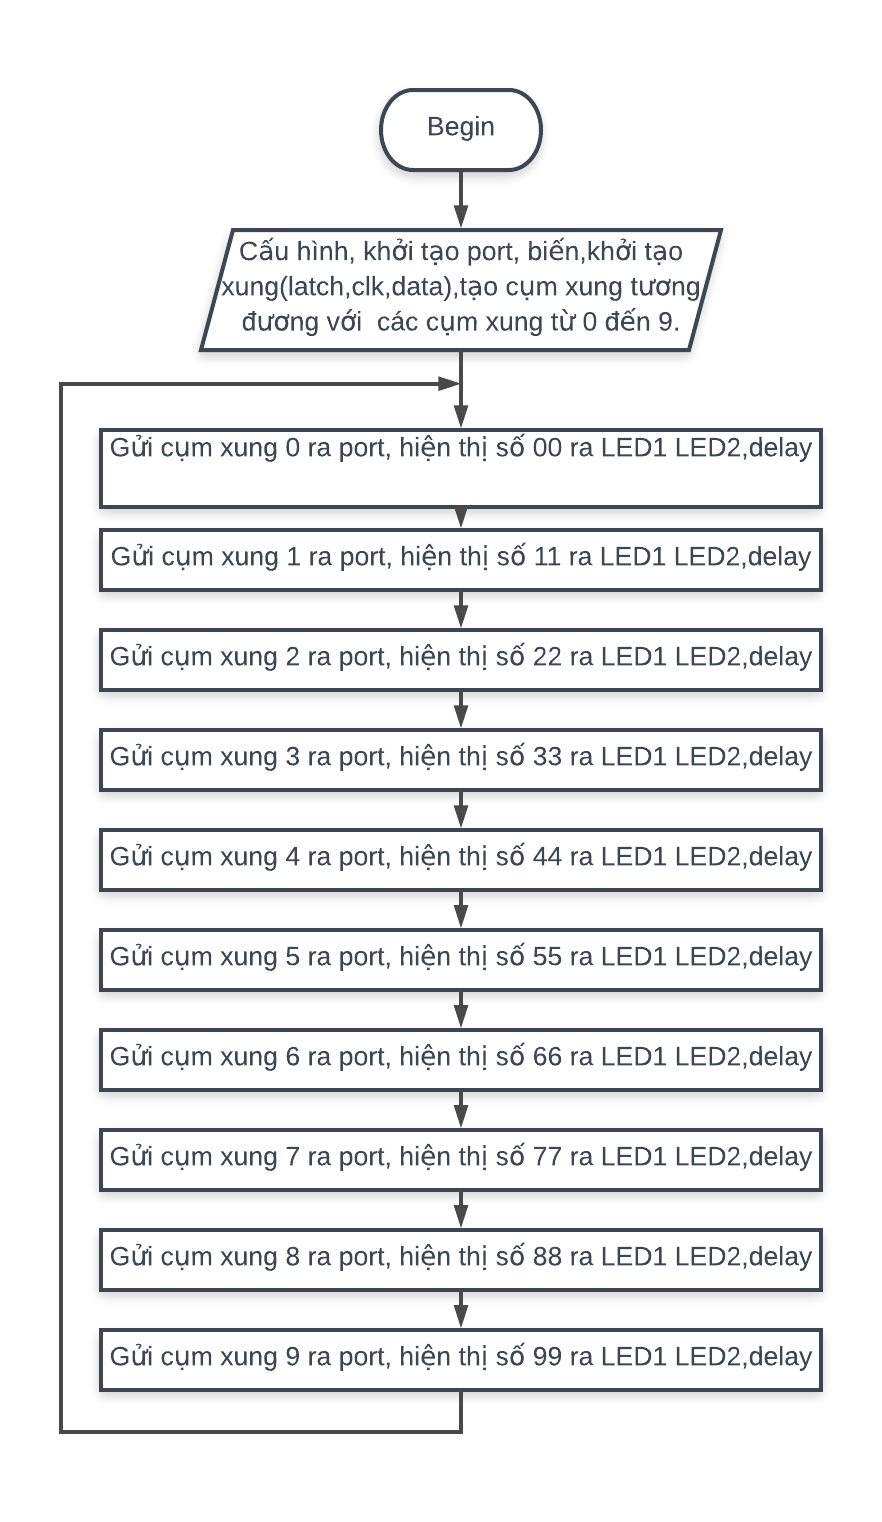 Begin
Cấu hình, khởi tạo port, biến,khởi tạo
xung(latch,clk,data),tạo cụm xung tương
đương với  các cụm xung từ 0 đến 9.
Gửi cụm xung 0 ra port, hiện thị số 00 ra LED1 LED2,delay
Gửi cụm xung 1 ra port, hiện thị số 11 ra LED1 LED2,delay
Gửi cụm xung 2 ra port, hiện thị số 22 ra LED1 LED2,delay
Gửi cụm xung 3 ra port, hiện thị số 33 ra LED1 LED2,delay
Gửi cụm xung 4 ra port, hiện thị số 44 ra LED1 LED2,delay
Gửi cụm xung 5 ra port, hiện thị số 55 ra LED1 LED2,delay
Gửi cụm xung 6 ra port, hiện thị số 66 ra LED1 LED2,delay
Gửi cụm xung 7 ra port, hiện thị số 77 ra LED1 LED2,delay
Gửi cụm xung 8 ra port, hiện thị số 88 ra LED1 LED2,delay
Gửi cụm xung 9 ra port, hiện thị số 99 ra LED1 LED2,delay